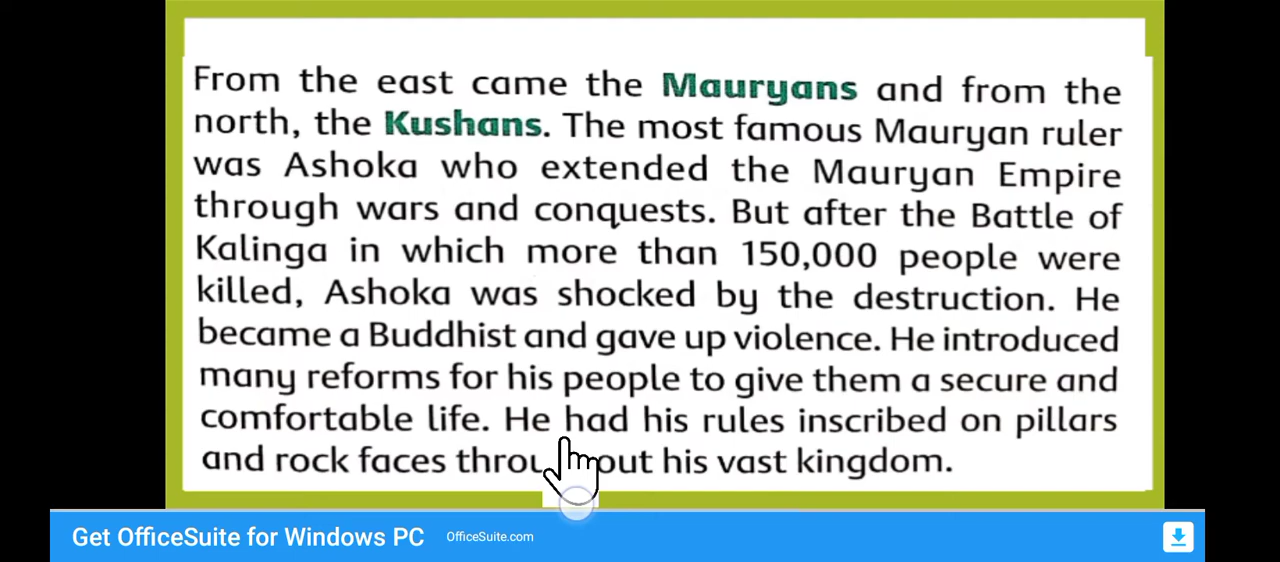 From the east came the Mauryans and from the
north, the Kushans. The most famous Mauryan ruler
was Ashoka who extended the Mauryan Empire
through wars and conquests. But after the Battle of
Kalinga in which more than 150,000 people were
killed, Ashoka was shocked by the destruction. He
became a Buddhist and gave up violence. He introduced
many reforms for his people to give them a secure and
comfortable life. He had his rules inscribed on pillars
and rock faces throughout his vast kingdom.
Get OfficeSuite for Windows PC OfficeSuite.com